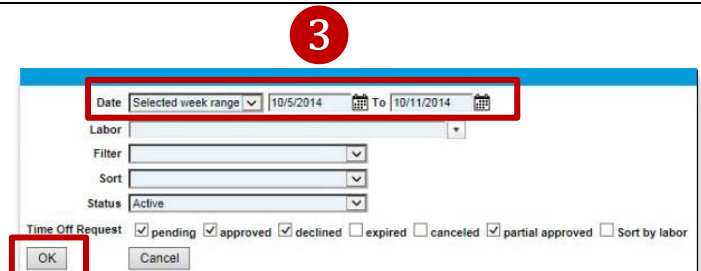 3
Date Selected week range 10/5/2014 To 10/11/2014
Labor
Filter
Sort
Status Active
Time Off Request pending approved declined expired canceled partial approved Sort by labor
OK Cancel